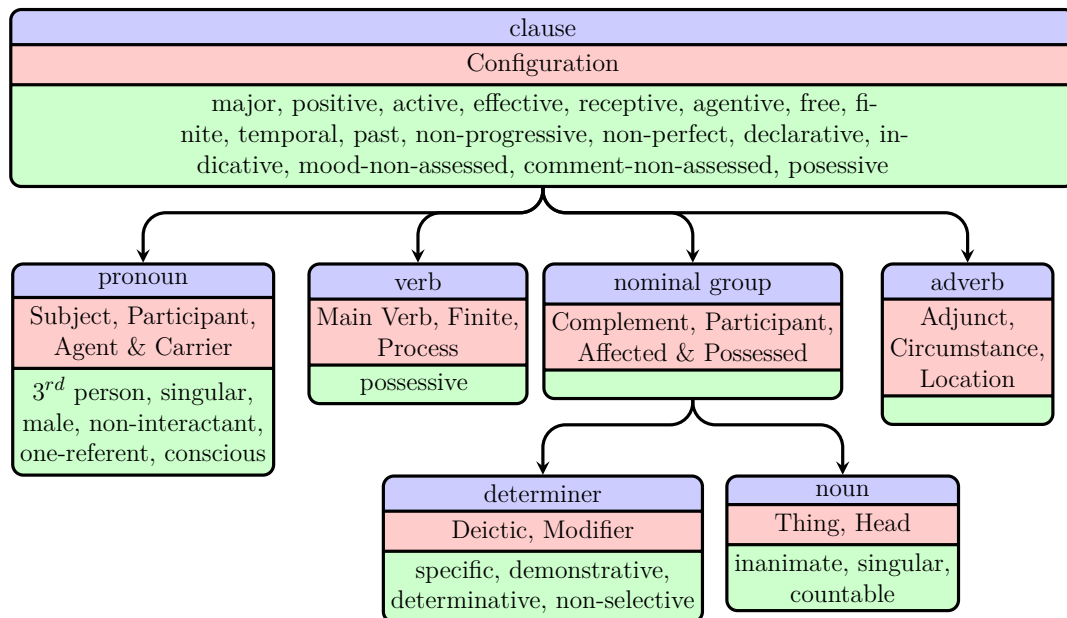 clause
Configuration
major, positive, active, effective, receptive, agentive, free, fi-
nite, temporal, past, non-progressive, non-perfect, declarative, in-
dicative, mood-non-assessed, comment-non-assessed, posessive
pronoun
Subject, Participant,
Agent & Carrier
3rd person, singular,
male, non-interactant,
one-referent, conscious
verb
Main Verb, Finite,
Process
possessive
nominal group
Complement, Participant,
Affected & Possessed
adverb
Adjunct,
Circumstance,
Location
determiner
Deictic, Modifier
specific, demonstrative,
determinative, non-selective
noun
Thing, Head
inanimate, singular,
countable